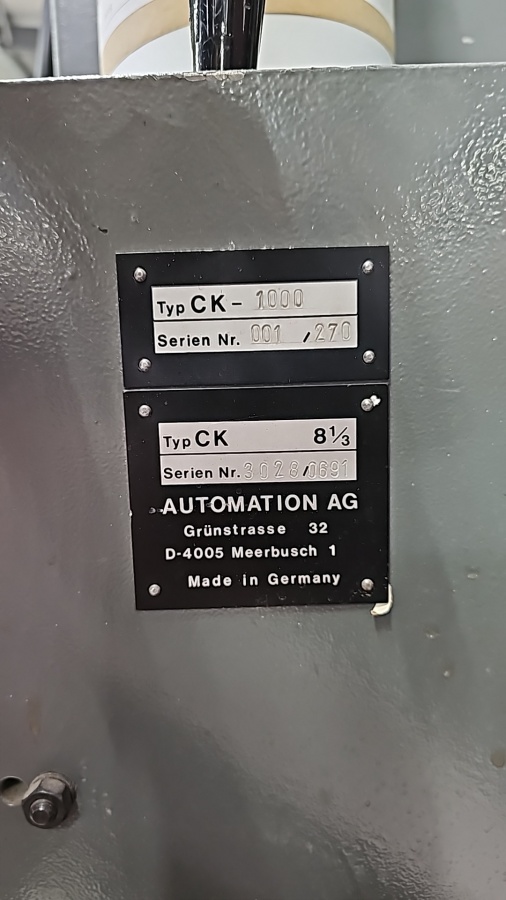 Typ CK - 1000
Serien Nr. 001 / 270
Typ CK 8⅓
Serien Nr. 3028/0691
AUTOMATION AG
Grünstrasse 32
D-4005 Meerbusch 1
Made in Germany